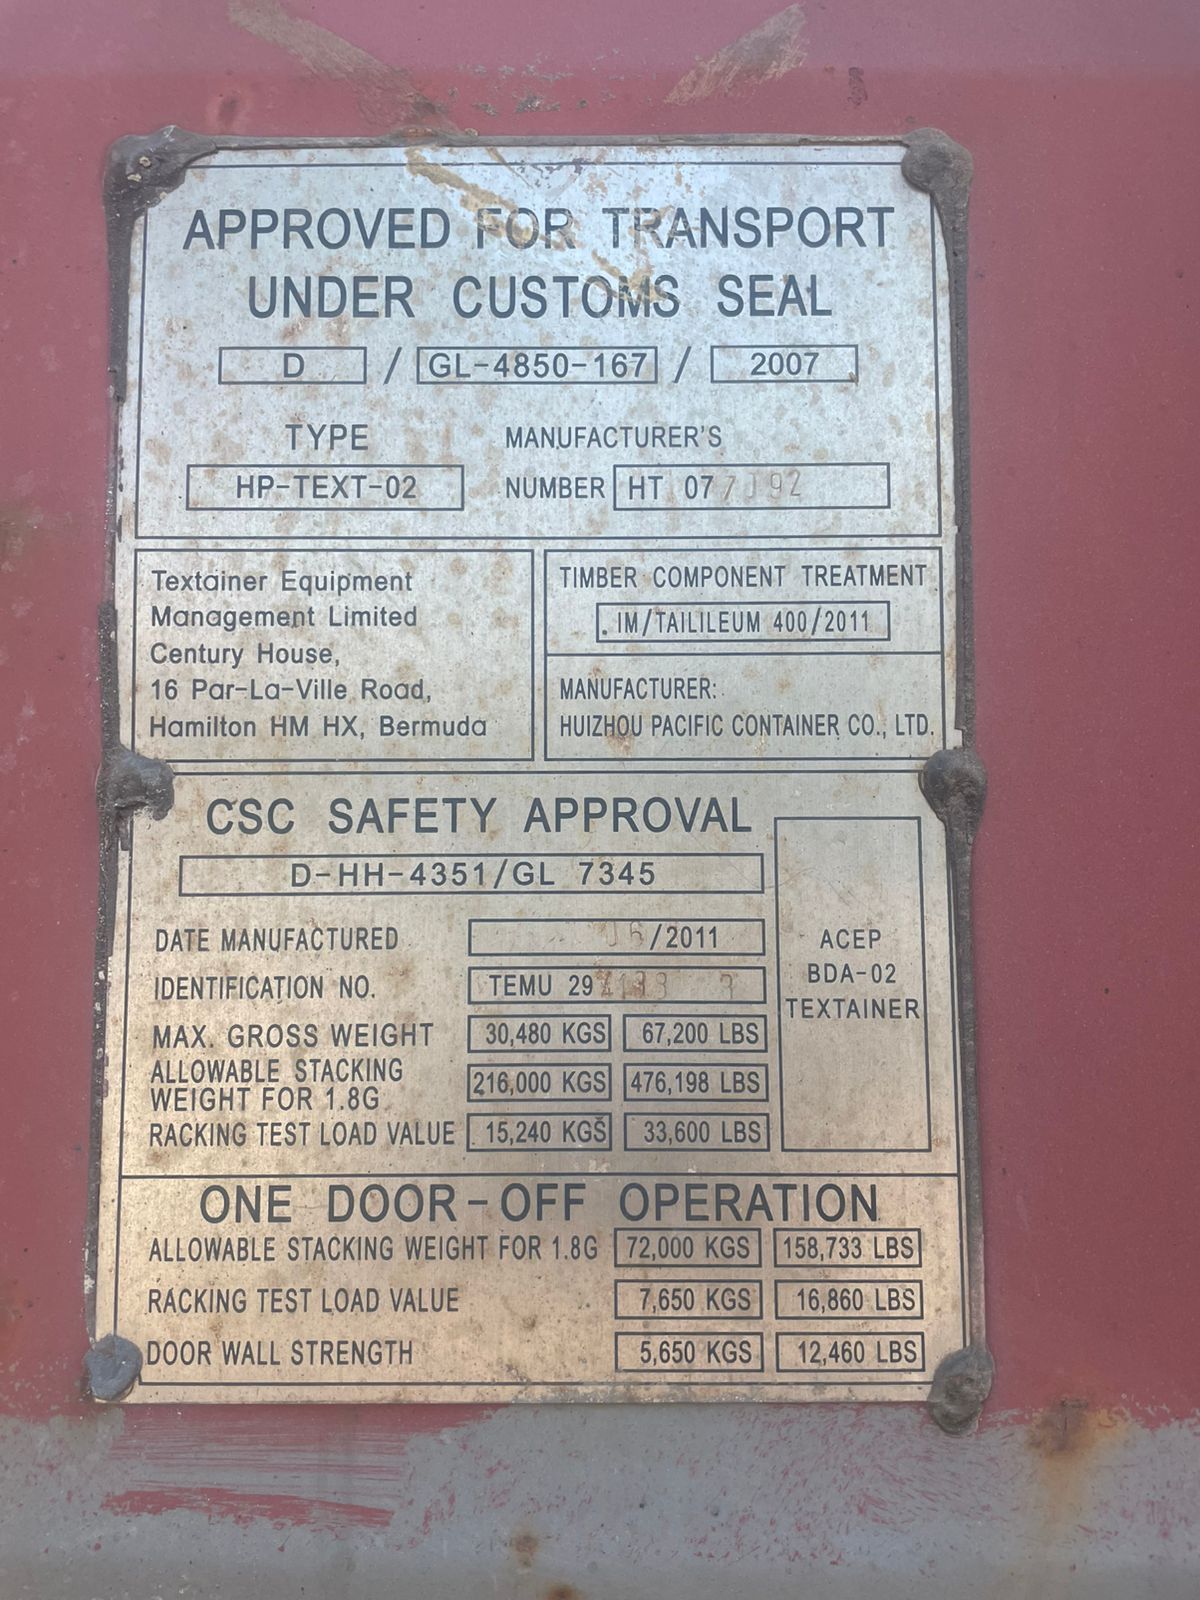 APPROVED FOR TRANSPORT
UNDER CUSTOMS SEAL
D / GL-4850-167 / 2007
TYPE MANUFACTURER'S
HP-TEXT-02 NUMBER HT 07
Textainer Equipment
Management Limited
Century House,
16 Par-La-Ville Road,
Hamilton HM HX, Bermuda
TIMBER COMPONENT TREATMENT
IM/TAILILEUM 400/2011
MANUFACTURER:
HUIZHOU PACIFIC CONTAINER CO., LTD.
CSC SAFETY APPROVAL
D-HH-4351/GL 7345
DATE MANUFACTURED 06/2011
IDENTIFICATION NO. TEMU 29
MAX. GROSS WEIGHT 30,480 KGS 67,200 LBS
ALLOWABLE STACKING
WEIGHT FOR 1.8G 216,000 KGS 476,198 LBS
RACKING TEST LOAD VALUE 15,240 KGS 33,600 LBS
ACEP
BDA-02
TEXTAINER
ONE DOOR-OFF OPERATION
ALLOWABLE STACKING WEIGHT FOR 1.8G 72,000 KGS 158,733 LBS
RACKING TEST LOAD VALUE 7,650 KGS 16,860 LBS
DOOR WALL STRENGTH 5,650 KGS 12,460 LBS